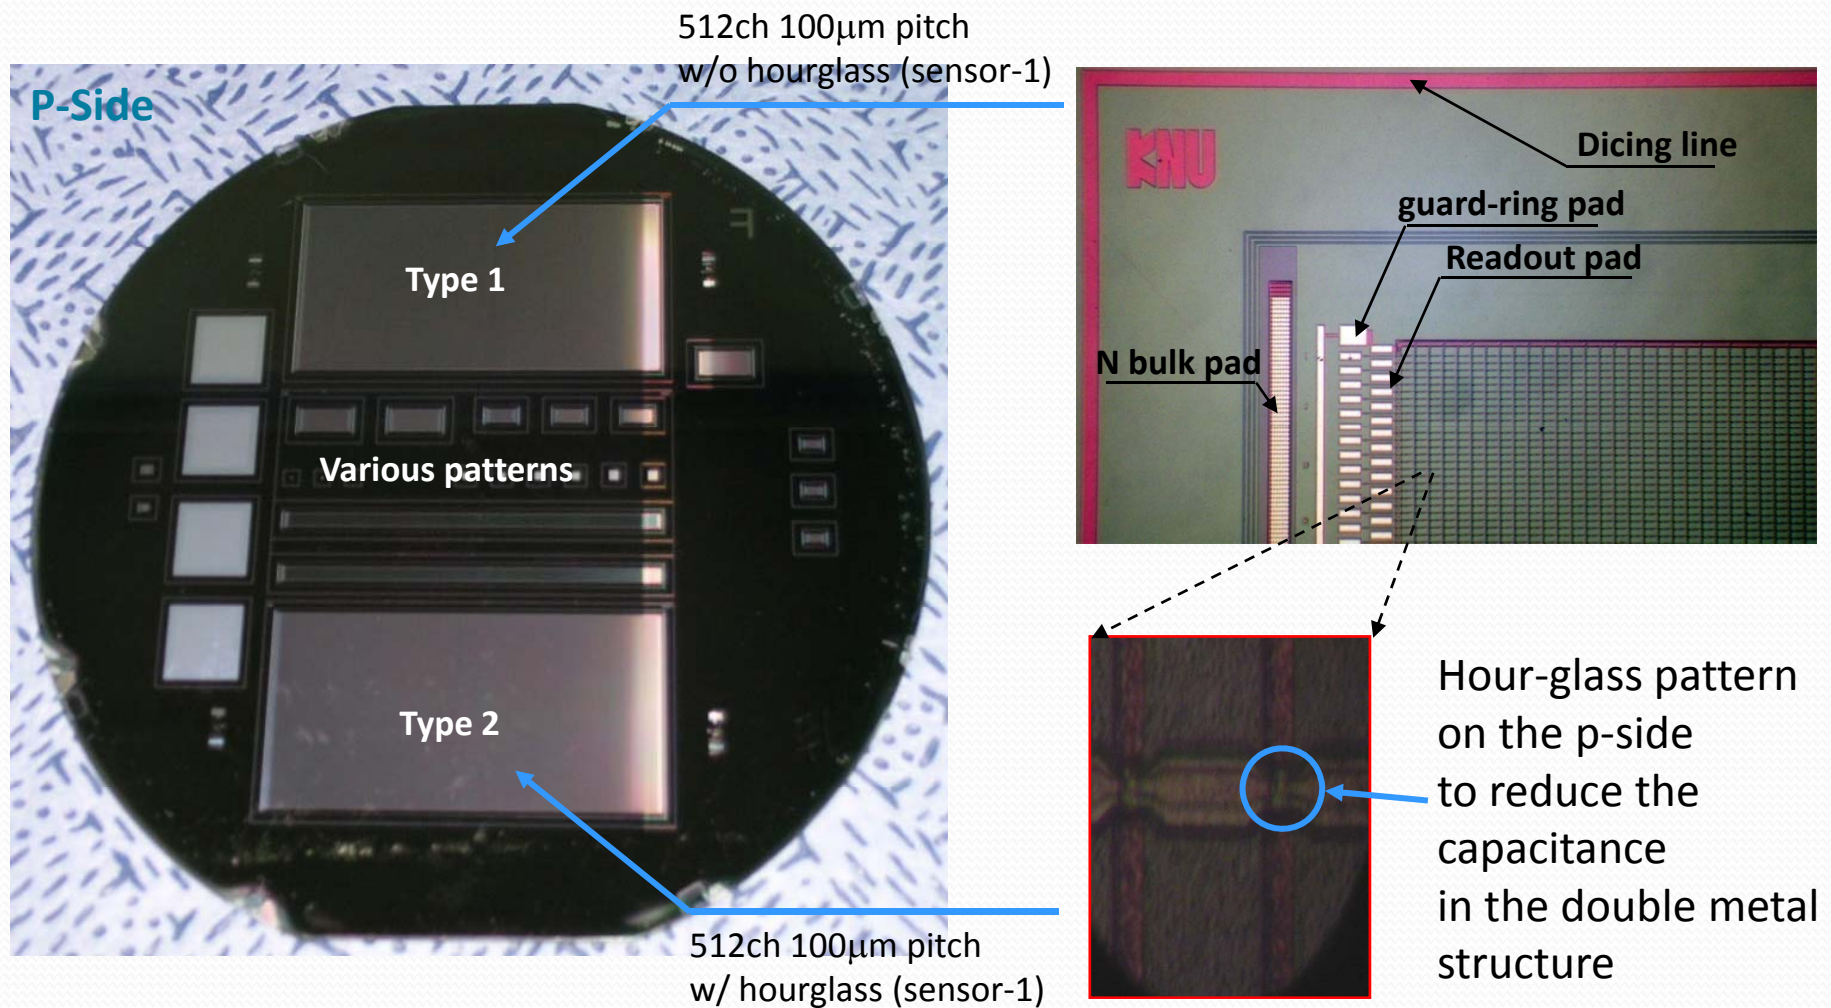 512ch 100μm pitch
w/o hourglass (sensor-1)
P-Side
Type 1
Various patterns
Type 2
512ch 100μm pitch
w/ hourglass (sensor-1)
KNU
Dicing line
guard-ring pad
Readout pad
N bulk pad
Hour-glass pattern
on the p-side
to reduce the
capacitance
in the double metal
structure